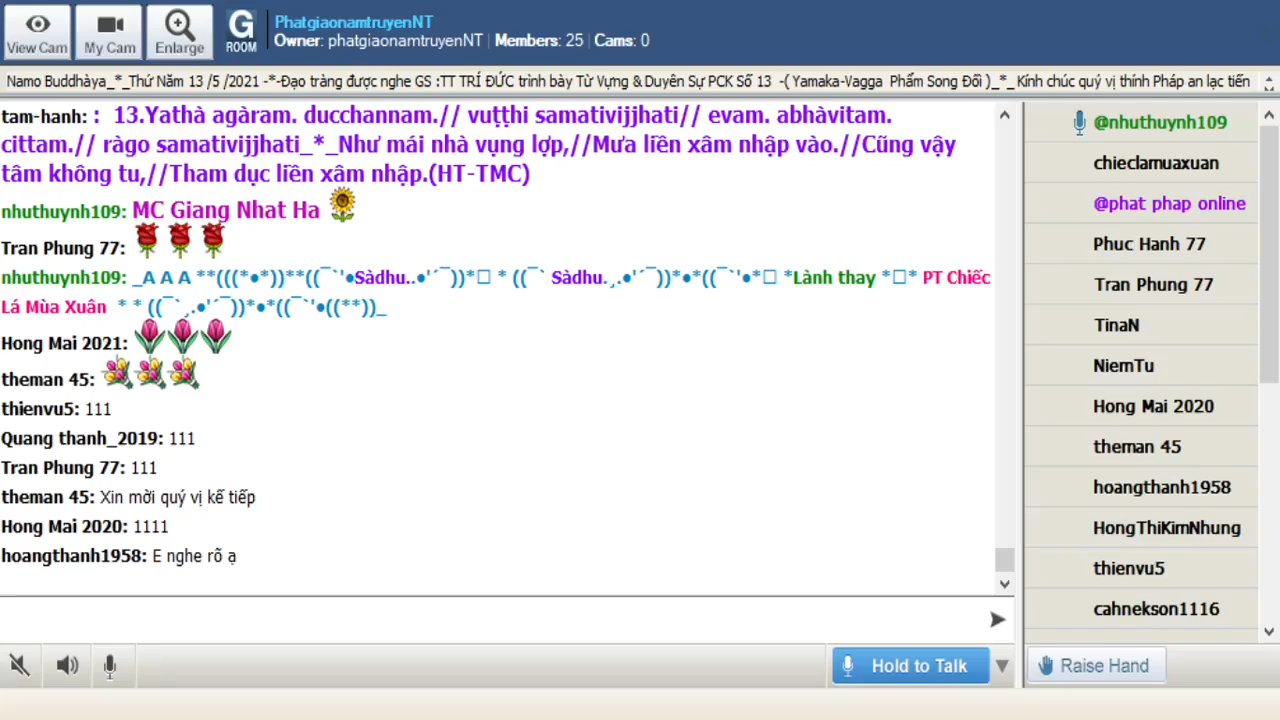 View Cam
My Cam
Enlarge
G
ROOM
PhatgiaonamtruyenNT
Owner: phatgiaonamtruyenNT | Members: 25 | Cams: 0
Namo Buddhàya_*_Thứ Năm 13 /5 /2021 -*-Đạo tràng được nghe GS :TT TRÍ ĐỨC trình bày Từ Vựng & Duyên Sự PCK Số 13 -( Yamaka-Vagga Phẩm Song Đối )_*_ Kính chúc quý vị thính Pháp an lạc tiến
tam-hanh: : 13.Yathà agàram. ducchannam.// vuṭṭhi samativijjhati// evam. abhàvitam.
cittam.// ràgo samativijjhati_*_Như mái nhà vụng lợp,//Mưa liền xâm nhập vào.//Cũng vậy
tâm không tu,//Tham dục liền xâm nhập.(HT-TMC)
nhuthuynh109: MC Giang Nhat Ha
Tran Phung 77:
nhuthuynh109: _A A A **(((*•*))**((¯`'•Sàdhu..•'´¯))*□ * ((¯` Sàdhu.¸.•'´¯))*•*((¯`'•*□ *Lành thay *□* PT Chiếc
Lá Mùa Xuân * * ((¯`¸.•'´¯))*•*((¯`'•((**))_
Hong Mai 2021:
theman 45:
thienvu5: 111
Quang thanh_2019: 111
Tran Phung 77: 111
theman 45: Xin mời quý vị kế tiếp
Hong Mai 2020: 1111
hoangthanh1958: E nghe rõ ạ
@nhuthuynh109
chieclamuaxuan
@phat phap online
Phuc Hanh 77
Tran Phung 77
TinaN
NiemTu
Hong Mai 2020
theman 45
hoangthanh1958
HongThiKimNhung
thienvu5
cahnekson1116
Hold to Talk
Raise Hand